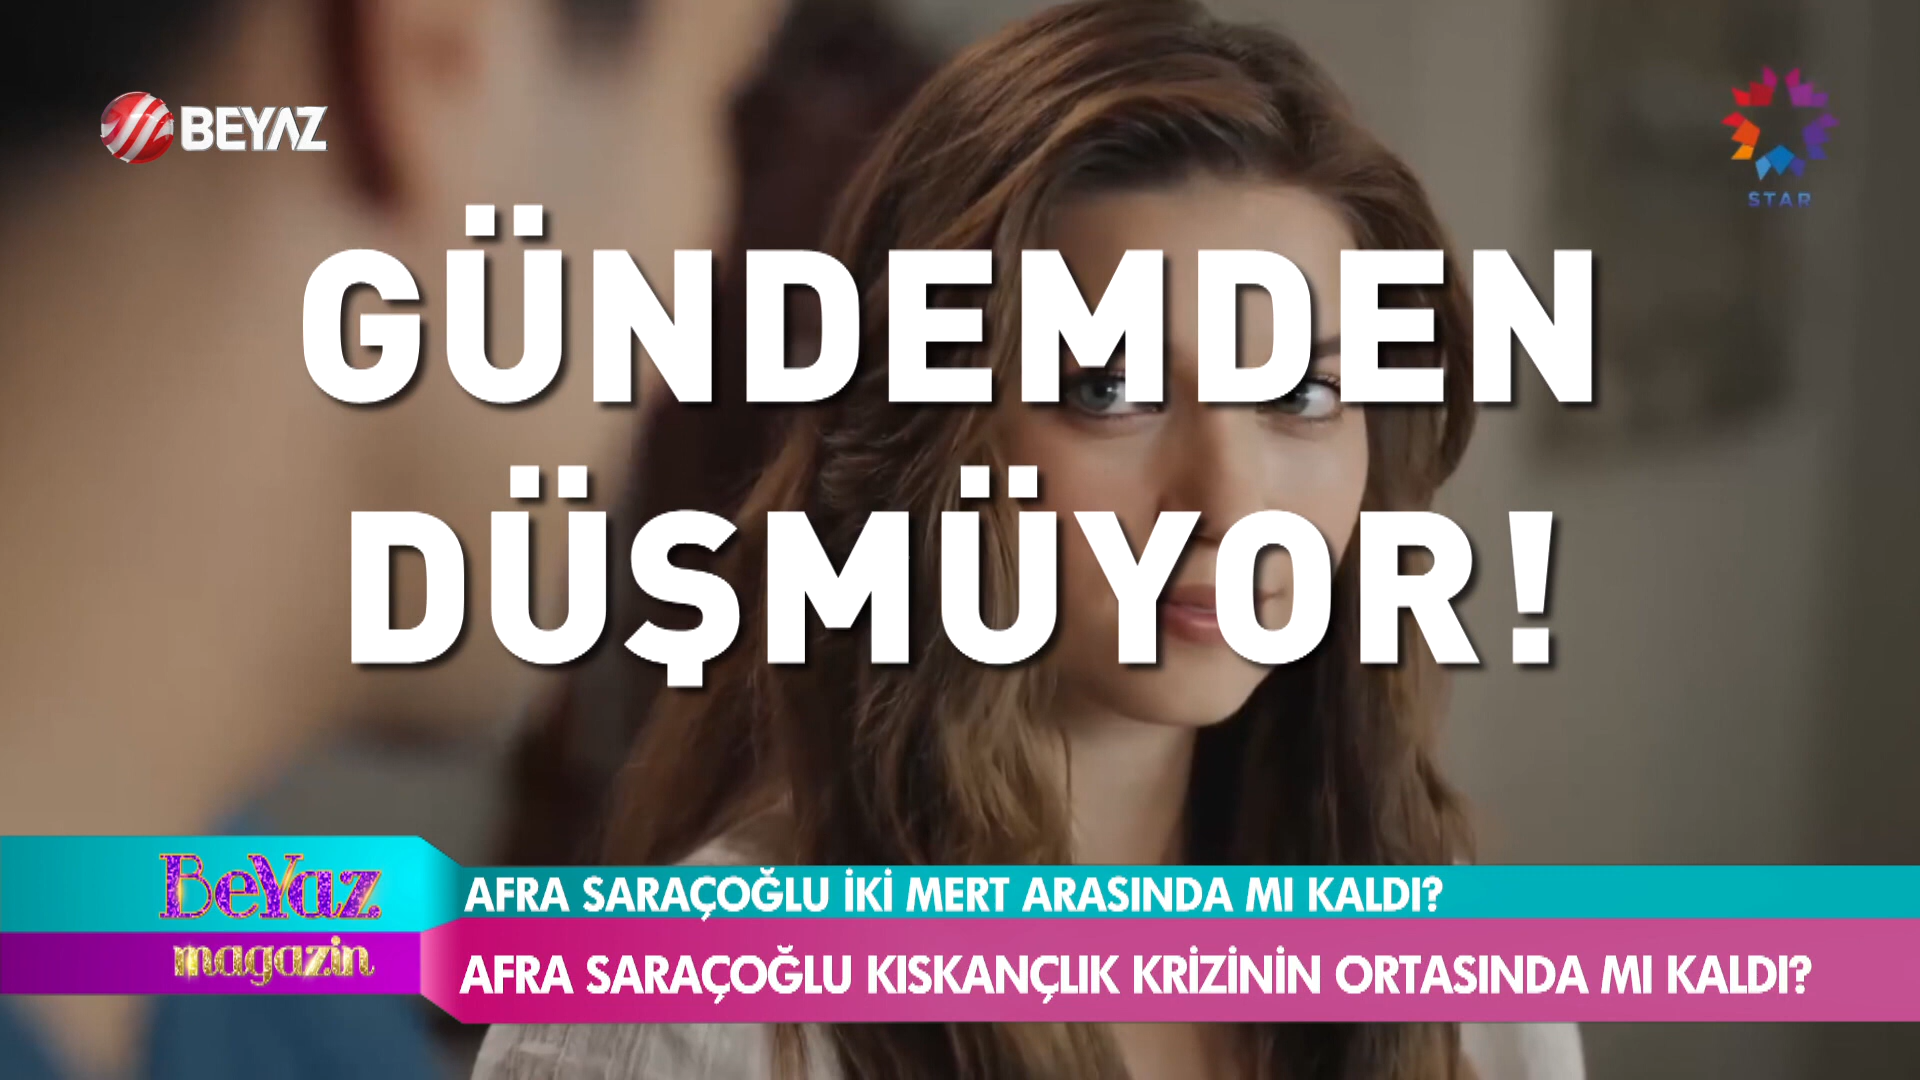 BEYAZ
STAR
GÜNDEMDEN
DÜŞMÜYOR!
BeYaz
magazin
AFRA SARAÇOĞLU İKİ MERT ARASINDA MI KALDI?
AFRA SARAÇOĞLU KISKANÇLIK KRİZİNİN ORTASINDA MI KALDI?